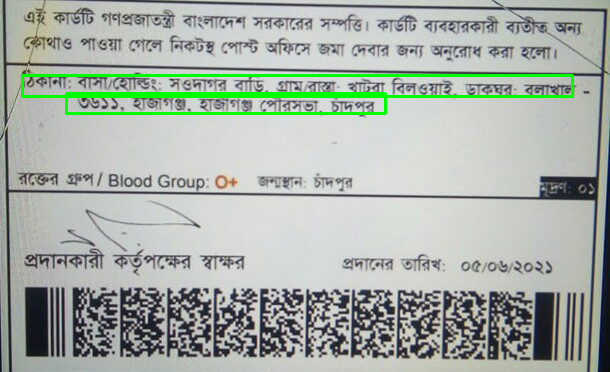 এই কার্ডটি গণপ্রজাতন্ত্রী বাংলাদেশ সরকারের সম্পত্তি। কার্ডটি ব্যবহারকারী ব্যতীত অন্য
কোথাও পাওয়া গেলে নিকটস্থ পোস্ট অফিসে জমা দেবার জন্য অনুরোধ করা হলো।
ঠিকানা: বাসা/হোল্ডিং: সওদাগর বাড়ি, গ্রাম/রাস্তা: খাটরা বিলওয়াই, ডাকঘর: বলাখাল -
৩৬১১, হাজীগঞ্জ, হাজীগঞ্জ পৌরসভা, চাঁদপুর
রক্তের গ্রুপ / Blood Group: O+ জন্মস্থান: চাঁদপুর মুদ্রণ: ০১
প্রদানকারী কর্তৃপক্ষের স্বাক্ষর প্রদানের তারিখ: ০৫/০৬/২০২১